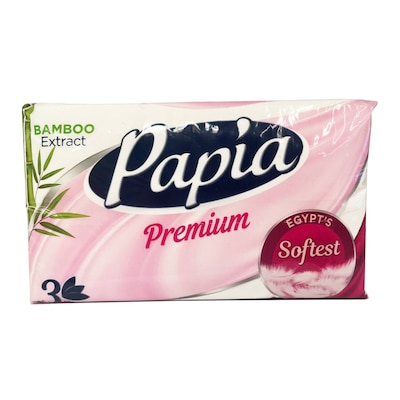 BAMBOO
Extract
Papia
Premium
EGYPT'S
Softest
3